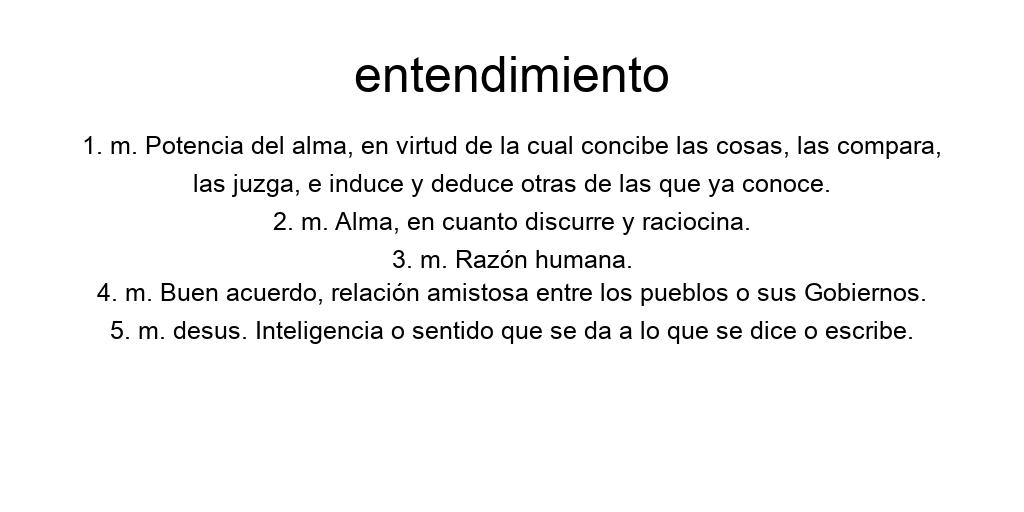 entendimiento
1. m. Potencia del alma, en virtud de la cual concibe las cosas, las compara,
las juzga, e induce y deduce otras de las que ya conoce.
2. m. Alma, en cuanto discurre y raciocina.
3. m. Razón humana.
4. m. Buen acuerdo, relación amistosa entre los pueblos o sus Gobiernos.
5. m. desus. Inteligencia o sentido que se da a lo que se dice o escribe.